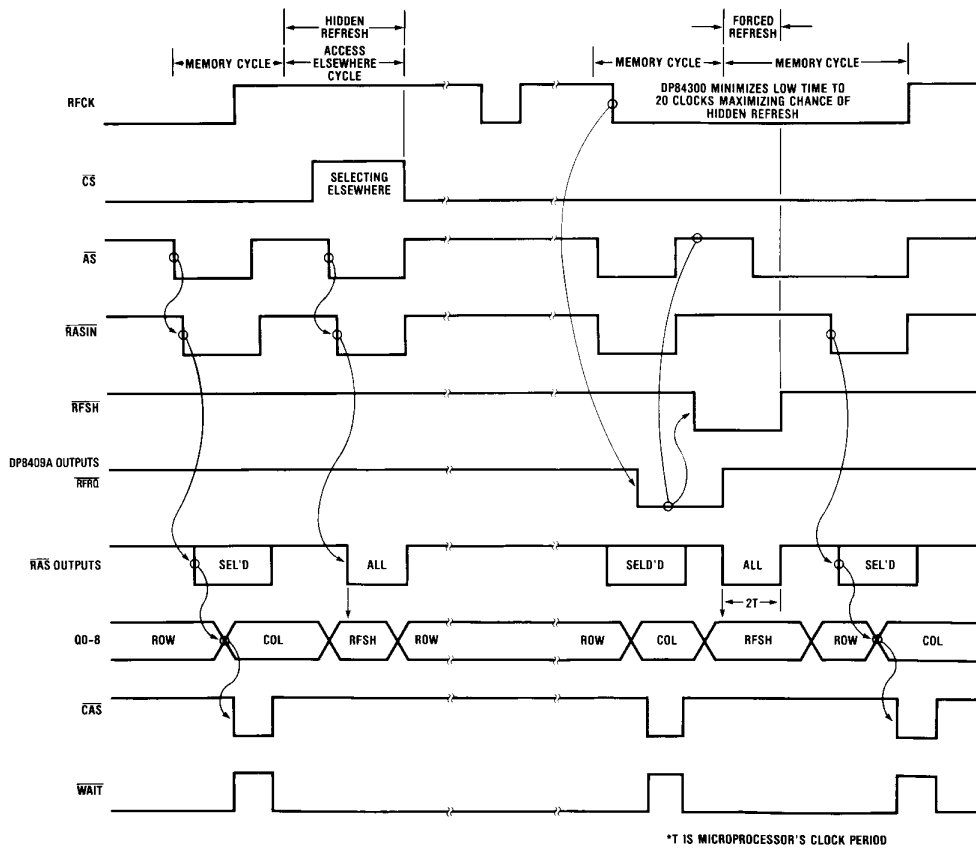 HIDDEN
REFRESH
FORCED
REFRESH
MEMORY CYCLE
ACCESS
ELSEWHERE
CYCLE
MEMORY CYCLE
MEMORY CYCLE
RFCK
DP84300 MINIMIZES LOW TIME TO
20 CLOCKS MAXIMIZING CHANCE OF
HIDDEN REFRESH
CS
SELECTING
ELSEWHERE
AS
RASIN
RFSH
DP8409A OUTPUTS
RFRQ
RAS OUTPUTS
SEL'D
ALL
SELD'D
ALL
SEL'D
2T
Q0-8
ROW
COL
RFSH
ROW
ROW
COL
RFSH
ROW
COL
CAS
WAIT
*T IS MICROPROCESSOR'S CLOCK PERIOD